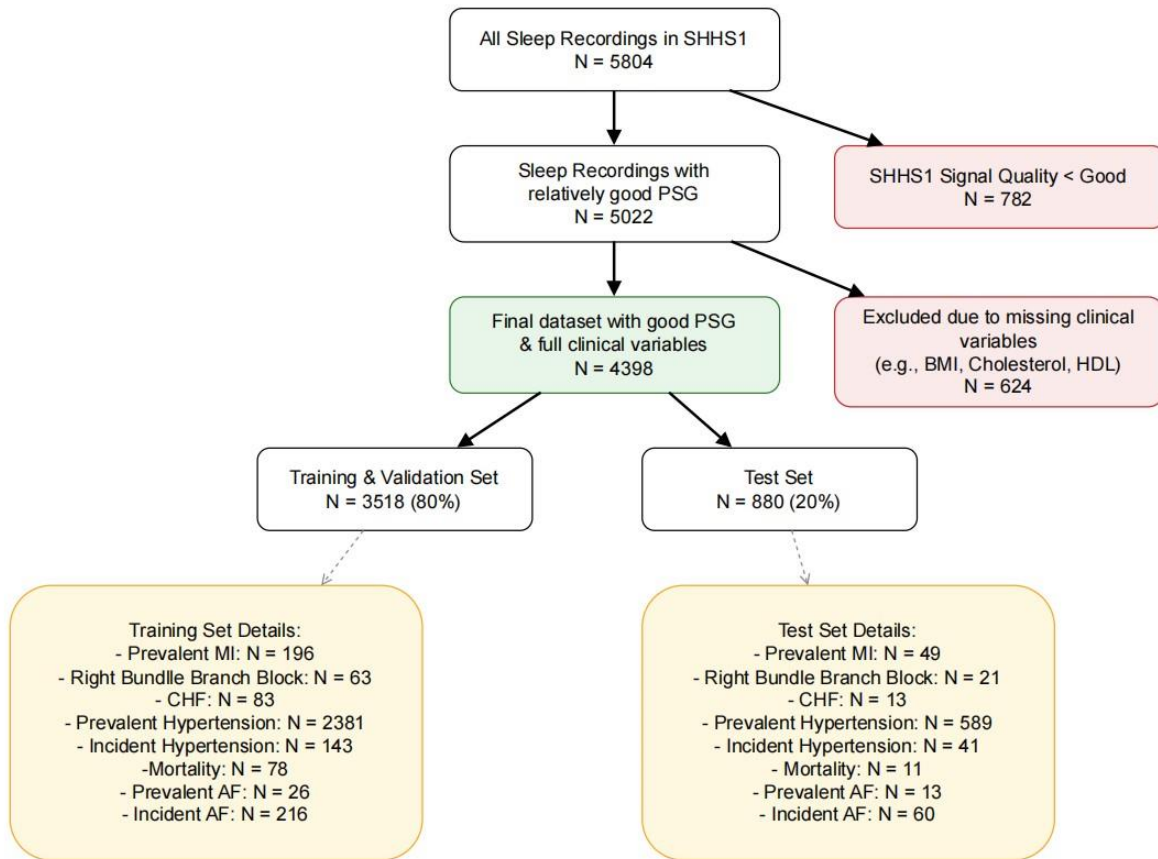 All Sleep Recordings in SHHS1
N = 5804
Sleep Recordings with
relatively good PSG
N = 5022
SHHS1 Signal Quality < Good
N = 782
Final dataset with good PSG
& full clinical variables
N = 4398
Excluded due to missing clinical
variables
(e.g., BMI, Cholesterol, HDL)
N = 624
Training & Validation Set
N = 3518 (80%)
Test Set
N = 880 (20%)
Training Set Details:
- Prevalent MI: N = 196
- Right Bundlle Branch Block: N = 63
- CHF: N = 83
- Prevalent Hypertension: N = 2381
- Incident Hypertension: N = 143
-Mortality: N = 78
- Prevalent AF: N = 26
- Incident AF: N = 216
Test Set Details:
- Prevalent MI: N = 49
- Right Bundle Branch Block: N = 21
- CHF: N = 13
- Prevalent Hypertension: N = 589
- Incident Hypertension: N = 41
- Mortality: N = 11
- Prevalent AF: N = 13
- Incident AF: N = 60